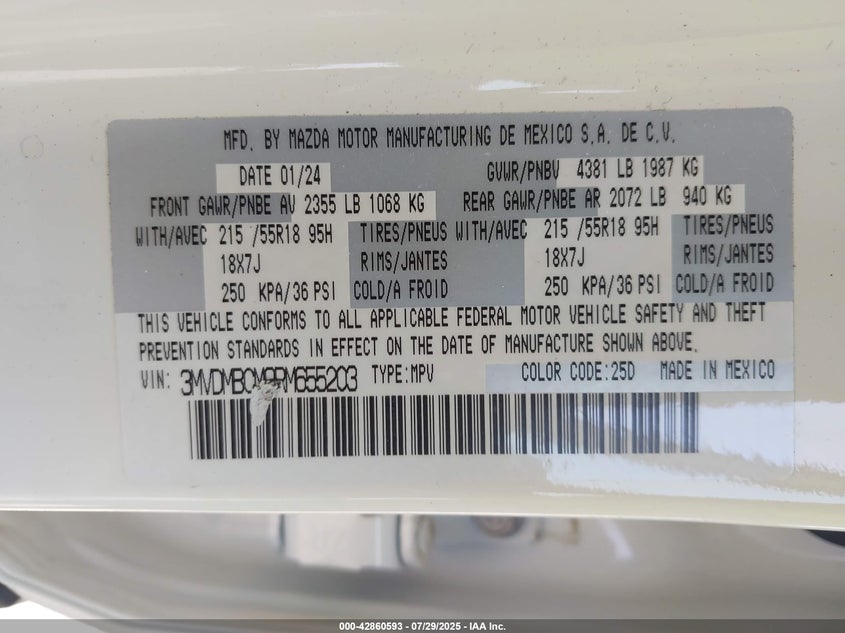 MFD. BY MAZDA MOTOR MANUFACTURING DE MEXICO S.A. DE C.V.
DATE 01/24 GVWR/PNBV 4381 LB 1987 KG
FRONT GAWR/PNBE AV 2355 LB 1068 KG REAR GAWR/PNBE AR 2072 LB 940 KG
WITH/AVEC 215 /55R18 95H TIRES/PNEUS WITH/AVEC 215 /55R18 95H TIRES/PNEUS
18X7J RIMS/JANTES 18X7J RIMS/JANTES
250 KPA/36 PSI COLD/A FROID 250 KPA/36 PSI COLD/A FROID
THIS VEHICLE CONFORMS TO ALL APPLICABLE FEDERAL MOTOR VEHICLE SAFETY AND THEFT
PREVENTION STANDARDS IN EFFECT ON THE DATE OF MANUFACTURE SHOWN ABOVE.
VIN: 3MVDMBCM9RM655203 TYPE:MPV COLOR CODE:25D MADE IN MEXICO
000-42860593 - 07/29/2025 - IAA Inc.